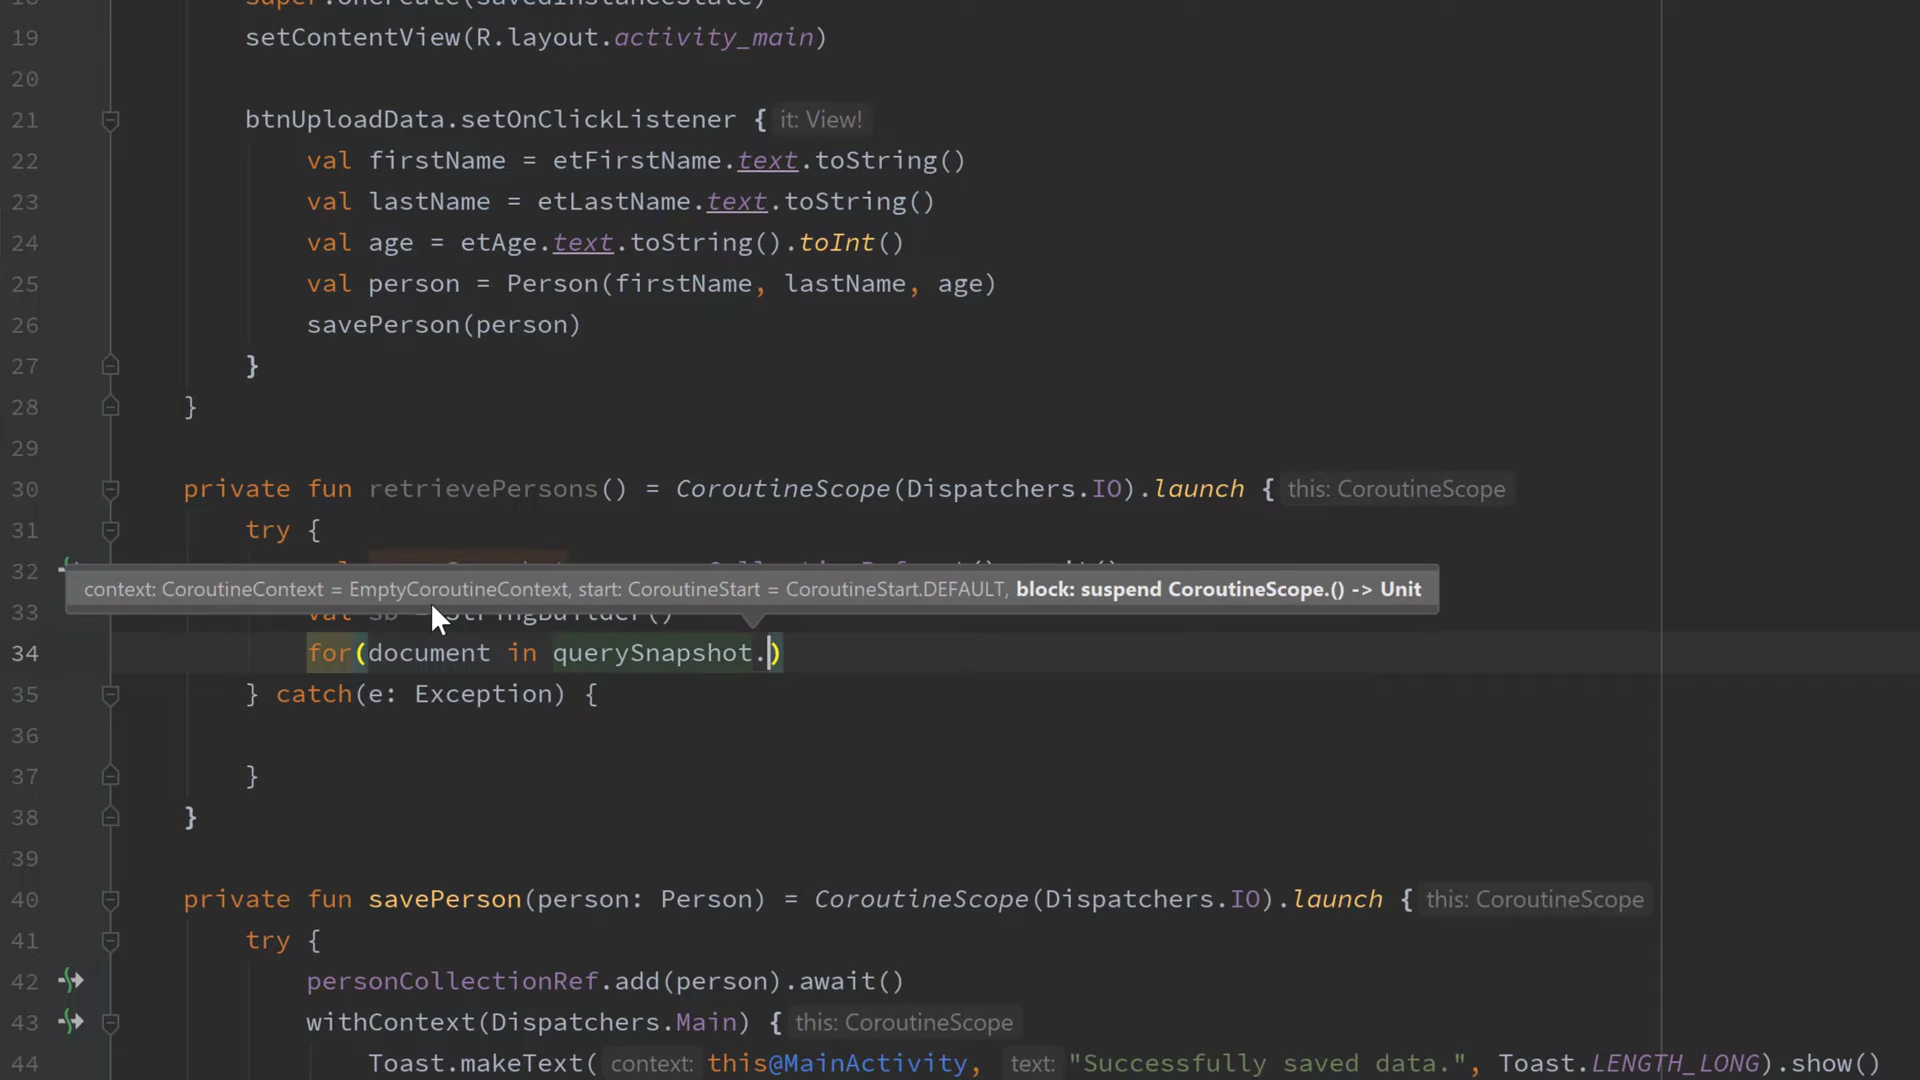 19 setContentView(R.layout.activity_main)
20
21 btnUploadData.setOnClickListener { it: View!
22 val firstName = etFirstName.text.toString()
23 val lastName = etLastName.text.toString()
24 val age = etAge.text.toString().toInt()
25 val person = Person(firstName, lastName, age)
26 savePerson(person)
27 }
28 }
29
30 private fun retrievePersons() = CoroutineScope(Dispatchers.IO).launch { this: CoroutineScope
31 try {
32
context: CoroutineContext = EmptyCoroutineContext, start: CoroutineStart = CoroutineStart.DEFAULT, block: suspend CoroutineScope.() -> Unit
33 val sb = StringBuilder()
34 for(document in querySnapshot.)
35 } catch(e: Exception) {
36
37 }
38 }
39
40 private fun savePerson(person: Person) = CoroutineScope(Dispatchers.IO).launch { this: CoroutineScope
41 try {
42 personCollectionRef.add(person).await()
43 withContext(Dispatchers.Main) { this: CoroutineScope
44 Toast.makeText( context: this@MainActivity, text: "Successfully saved data.", Toast.LENGTH_LONG).show()